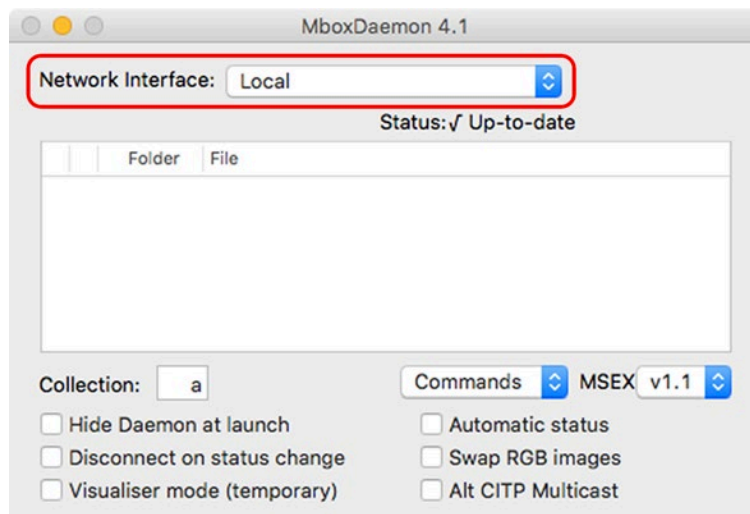 MboxDaemon 4.1
Network Interface: Local
Status:√ Up-to-date
Folder File
Collection: a Commands MSEX v1.1
Hide Daemon at launch Automatic status
Disconnect on status change Swap RGB images
Visualiser mode (temporary) Alt CITP Multicast